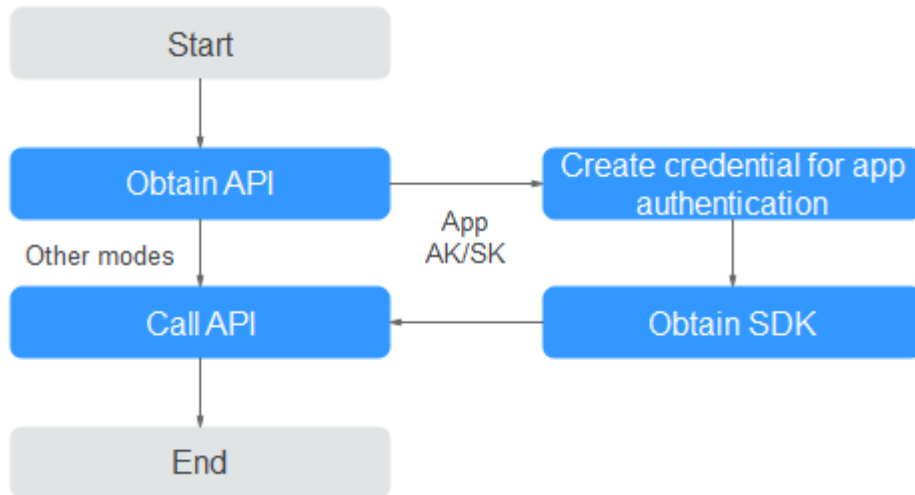 Start
Obtain API
Create credential for app
authentication
App
AK/SK
Other modes
Call API
Obtain SDK
End